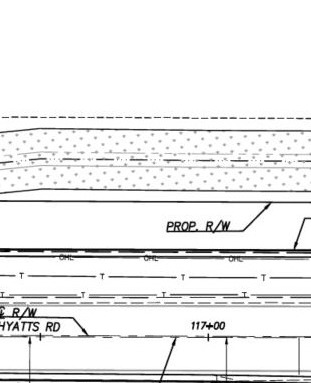 PROP. R/W
OHL OHL OHL
T T T T
T T T T
℄ R/W
HYATTS RD
117+00